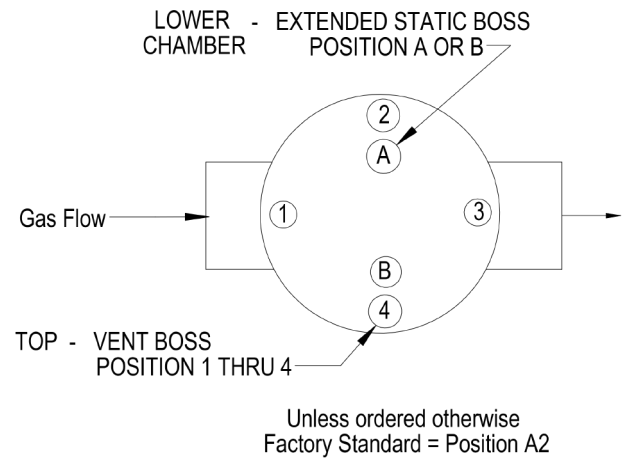 LOWER - EXTENDED STATIC BOSS
CHAMBER POSITION A OR B
2
A
Gas Flow
1
3
B
4
TOP - VENT BOSS
POSITION 1 THRU 4
Unless ordered otherwise
Factory Standard = Position A2